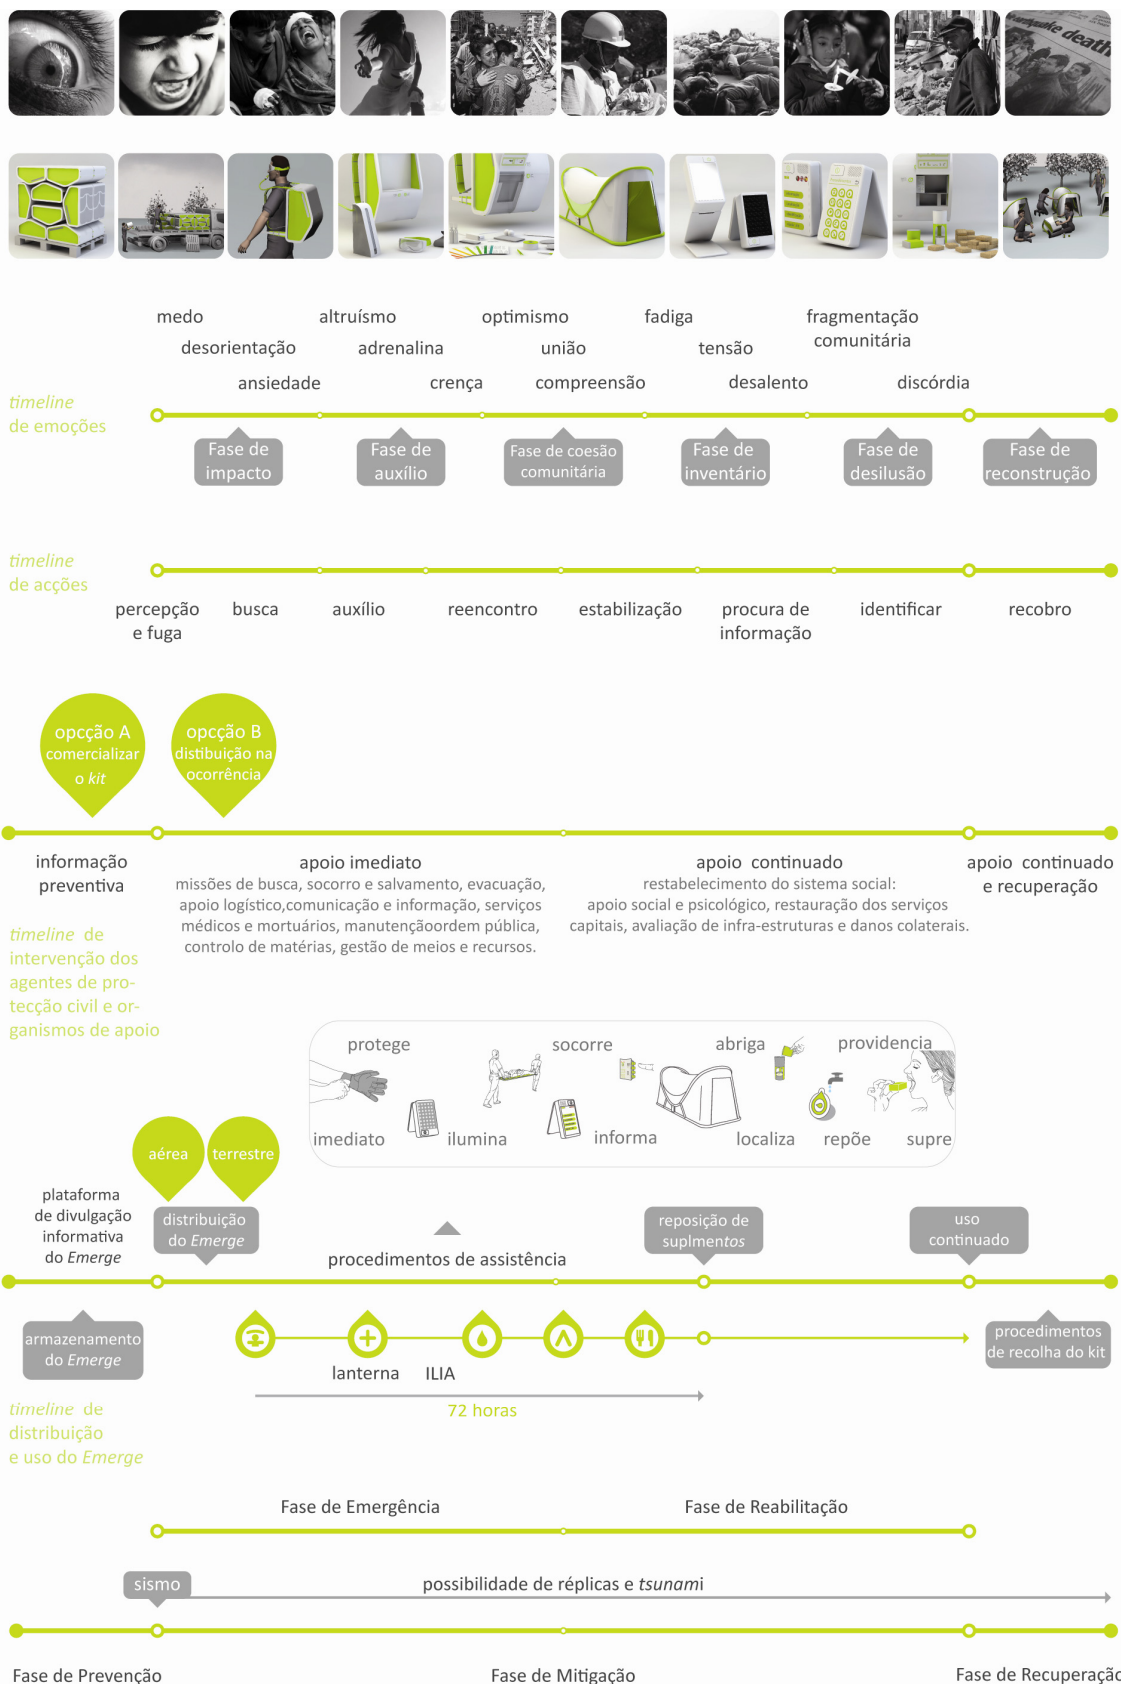 earthquake death
medo
altruísmo
optimismo
fadiga
fragmentação
comunitária
desorientação
adrenalina
união
tensão
ansiedade
crença
compreensão
desalento
discórdia
timeline
de emoções
Fase de
impacto
Fase de
auxílio
Fase de coesão
comunitária
Fase de
inventário
Fase de
desilusão
Fase de
reconstrução
timeline
de acções
percepção
e fuga
busca
auxílio
reencontro
estabilização
procura de
informação
identificar
recobro
opcção A
comercializar
o kit
opcção B
distibuição na
ocorrência
informação
preventiva
apoio imediato
missões de busca, socorro e salvamento, evacuação,
apoio logístico,comunicação e informação, serviços
médicos e mortuários, manutençãoordem pública,
controlo de matérias, gestão de meios e recursos.
apoio continuado
restabelecimento do sistema social:
apoio social e psicológico, restauração dos serviços
capitais, avaliação de infra-estruturas e danos colaterais.
apoio continuado
e recuperação
timeline de
intervenção dos
agentes de pro-
tecção civil e or-
ganismos de apoio
protege
socorre
abriga
providencia
imediato
ilumina
informa
localiza
repõe
supre
aérea
terrestre
plataforma
de divulgação
informativa
do Emerge
distribuição
do Emerge
procedimentos de assistência
reposição de
suplmentos
uso
continuado
armazenamento
do Emerge
lanterna
ILIA
72 horas
procedimentos
de recolha do kit
timeline de
distribuição
e uso do Emerge
Fase de Emergência
Fase de Reabilitação
sismo
possibilidade de réplicas e tsunami
Fase de Prevenção
Fase de Mitigação
Fase de Recuperação